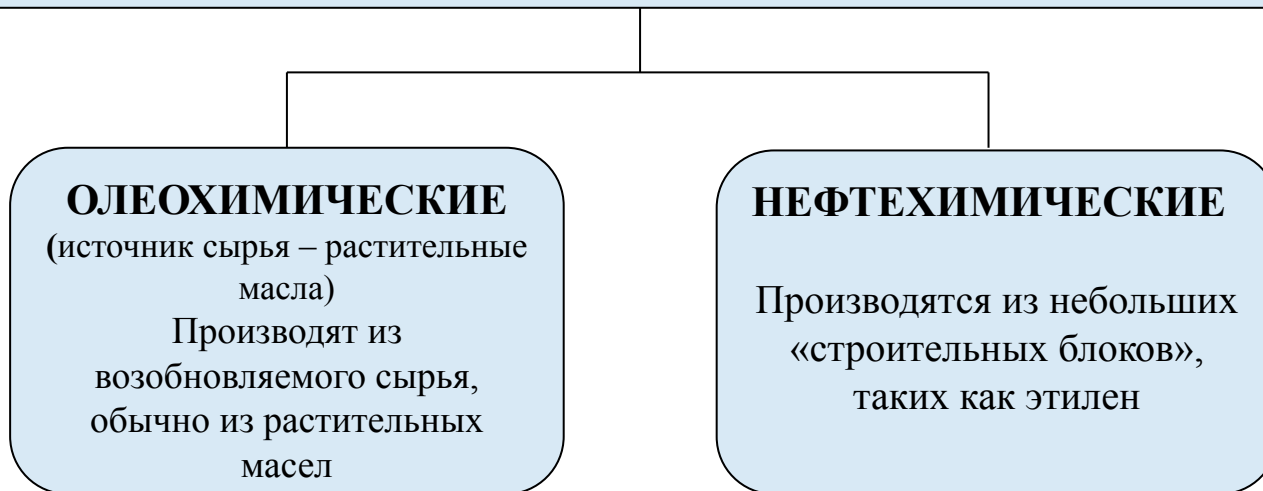 ОЛЕОХИМИЧЕСКИЕ
(источник сырья – растительные
масла)
Производят из
возобновляемого сырья,
обычно из растительных
масел
НЕФТЕХИМИЧЕСКИЕ
Производятся из небольших
«строительных блоков»,
таких как этилен